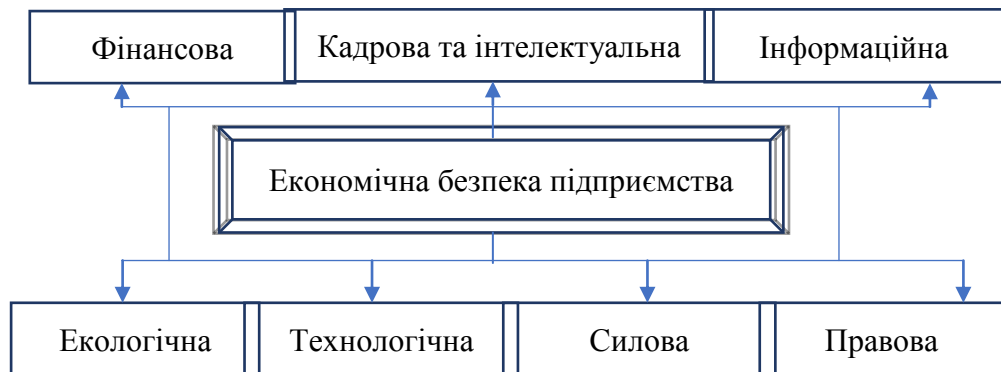 Фінансова
Кадрова та інтелектуальна
Інформаційна
Економічна безпека підприємства
Екологічна
Технологічна
Силова
Правова